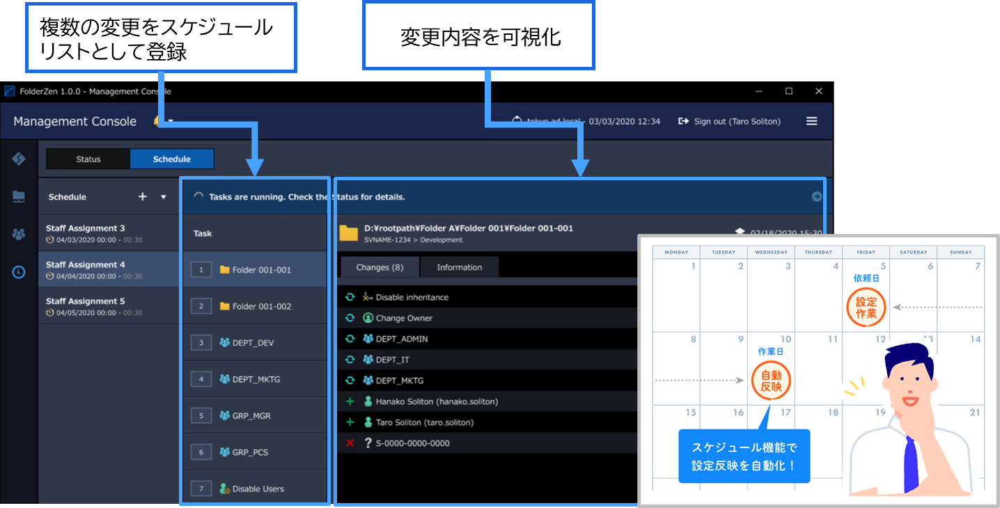 複数の変更をスケジュール
リストとして登録
変更内容を可視化
FolderZen 1.0.0 - Management Console
Management Console
tokyo.ad.local - 03/03/2020 12:34
Sign out (Taro Soliton)
Status
Schedule
Schedule
Staff Assignment 3
04/03/2020 00:00 - 00:30
Staff Assignment 4
04/04/2020 00:00 - 00:30
Staff Assignment 5
04/05/2020 00:00 - 00:30
Tasks are running. Check the Status for details.
Task
1 Folder 001-001
2 Folder 001-002
3 DEPT_DEV
4 DEPT_MKTG
5 GRP_MGR
6 GRP_PCS
7 Disable Users
D:¥rootpath¥Folder A¥Folder 001¥Folder 001-001
SVNAME-1234 > Development
02/18/2020 15:30
Changes (8)
Information
Disable inheritance
Change Owner
DEPT_ADMIN
DEPT_IT
DEPT_MKTG
Hanako Soliton (hanako.soliton)
Taro Soliton (taro.soliton)
? S-0000-0000-0000
MONDAY TUESDAY WEDNESDAY THURSDAY FRIDAY SATURDAY SUNDAY
1 2 3 4 5 6 7
依頼日
設定
作業
8 9 10 11 12 13 14
作業日
自動
反映
15 16 17 18 19 21
スケジュール機能で
設定反映を自動化！